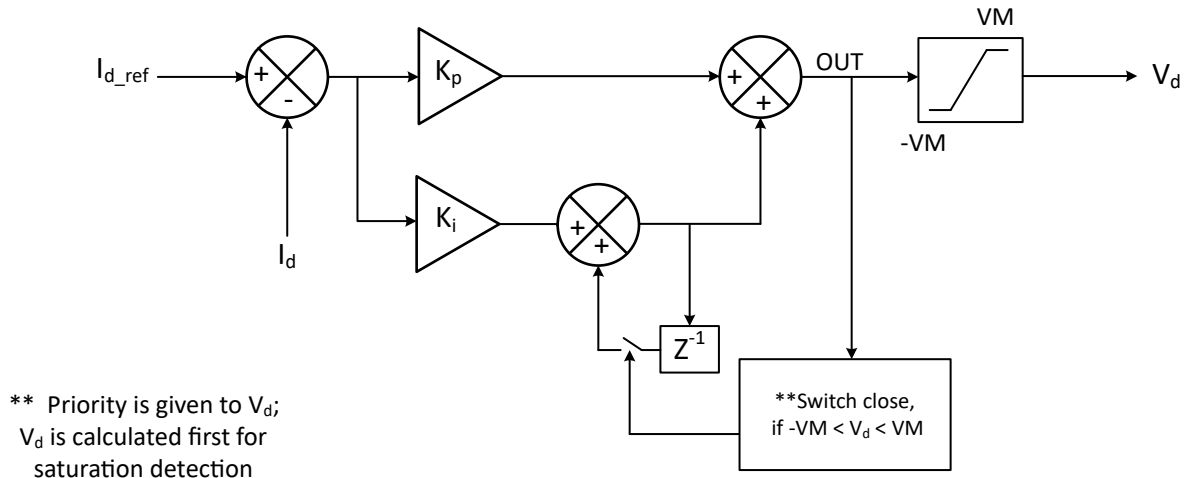 VM
I_d_ref
+
-
K_p
+
+
OUT
V_d
-VM
K_i
+
+
I_d
Z^-1
** Priority is given to V_d;
V_d is calculated first for
saturation detection
**Switch close,
if -VM < V_d < VM